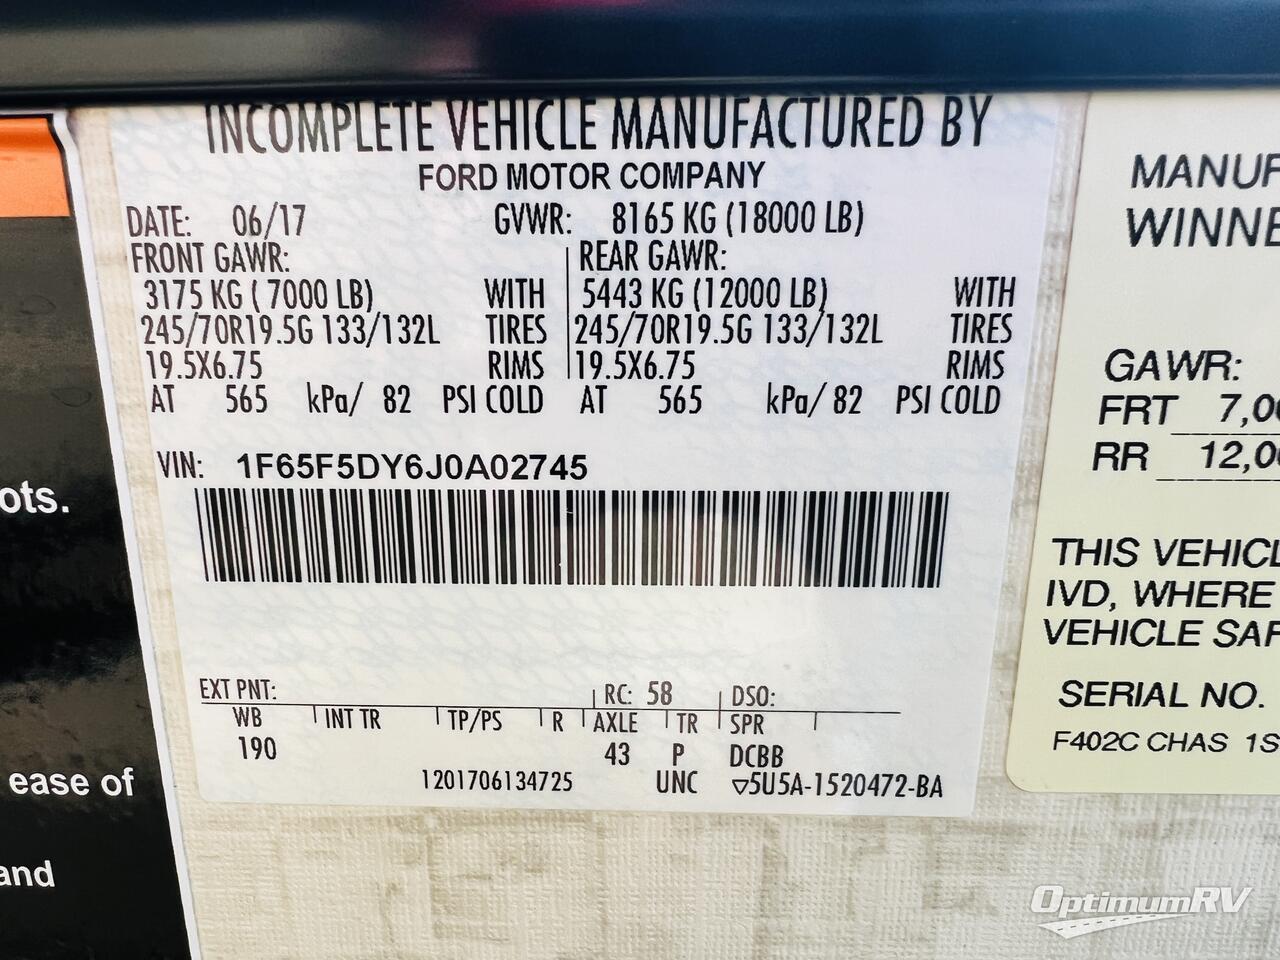 INCOMPLETE VEHICLE MANUFACTURED BY
FORD MOTOR COMPANY
DATE: 06/17 GVWR: 8165 KG (18000 LB)
FRONT GAWR: REAR GAWR:
3175 KG ( 7000 LB) WITH 5443 KG (12000 LB) WITH
245/70R19.5G 133/132L TIRES 245/70R19.5G 133/132L TIRES
19.5X6.75 RIMS 19.5X6.75 RIMS
AT 565 kPa/ 82 PSI COLD AT 565 kPa/ 82 PSI COLD
VIN: 1F65F5DY6J0A02745
EXT PNT: RC: 58 DSO:
WB INT TR TP/PS R AXLE TR SPR
190 43 P DCBB
1201706134725 UNC ▽5U5A-1520472-BA
MANUF
WINNE
GAWR:
FRT 7,00
RR 12,00
THIS VEHICL
IVD, WHERE
VEHICLE SAF
SERIAL NO.
F402C CHAS 1S
ots.
ease of
and
OptimumRV